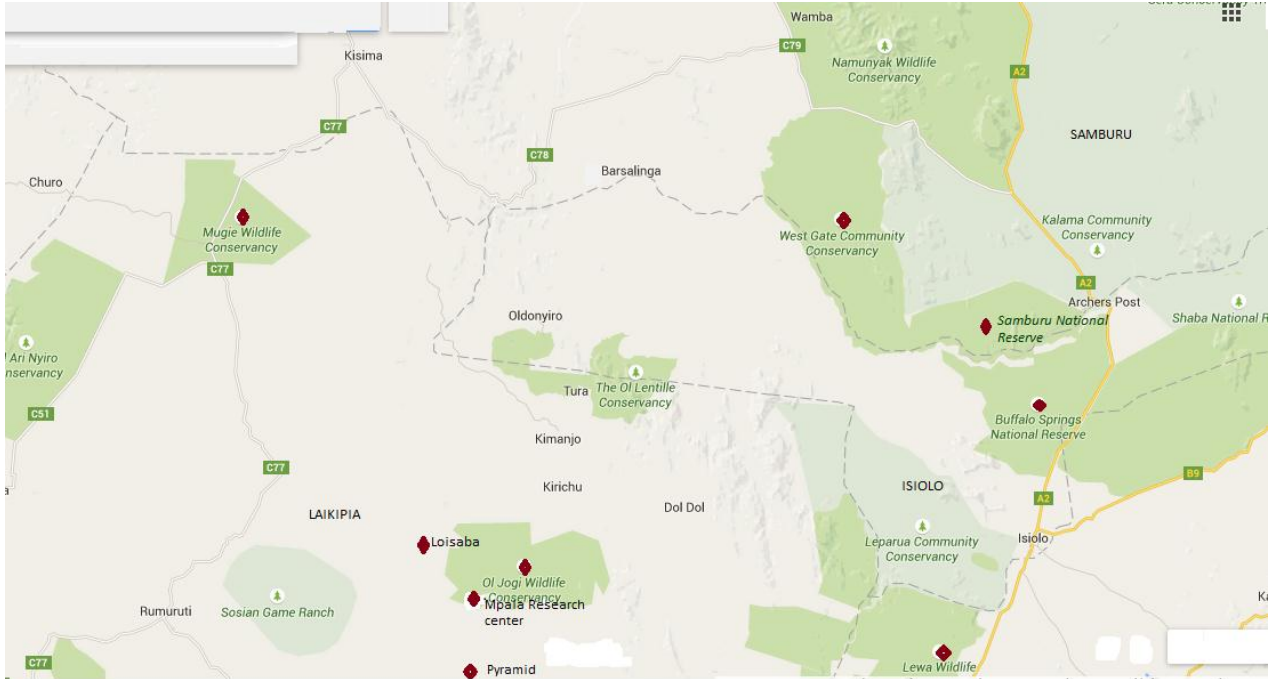 Wamba
Kisima
C79
Namunyak Wildlife
Conservancy
A2
C77
SAMBURU
C78
Barsalinga
Churo
Mugie Wildlife
Conservancy
West Gate Community
Conservancy
Kalama Community
Conservancy
C77
A2
Archers Post
Oldonyiro
Samburu National
Reserve
Shaba National R
Ol Ari Nyiro
nservancy
Tura
The Ol Lentille
Conservancy
C51
Buffalo Springs
National Reserve
Kimanjo
C77
B9
Kirichu
ISIOLO
A2
LAIKIPIA
Dol Dol
Loisaba
Leparua Community
Conservancy
Isiolo
Ol Jogi Wildlife
Conservancy
Ka
Rumuruti
Sosian Game Ranch
Mpala Research
center
C77
Pyramid
Lewa Wildlife